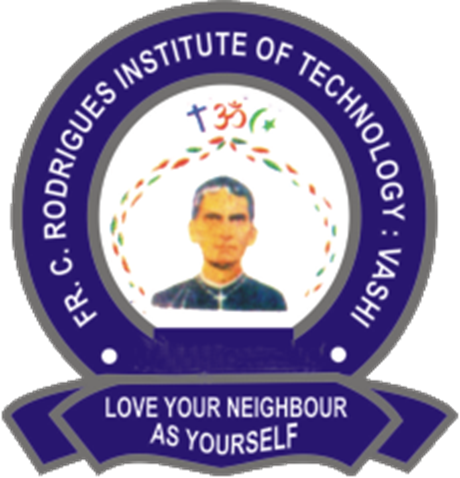 FR. C. RODRIGUES INSTITUTE OF TECHNOLOGY : VASHI
ॐ
LOVE YOUR NEIGHBOUR
AS YOURSELF